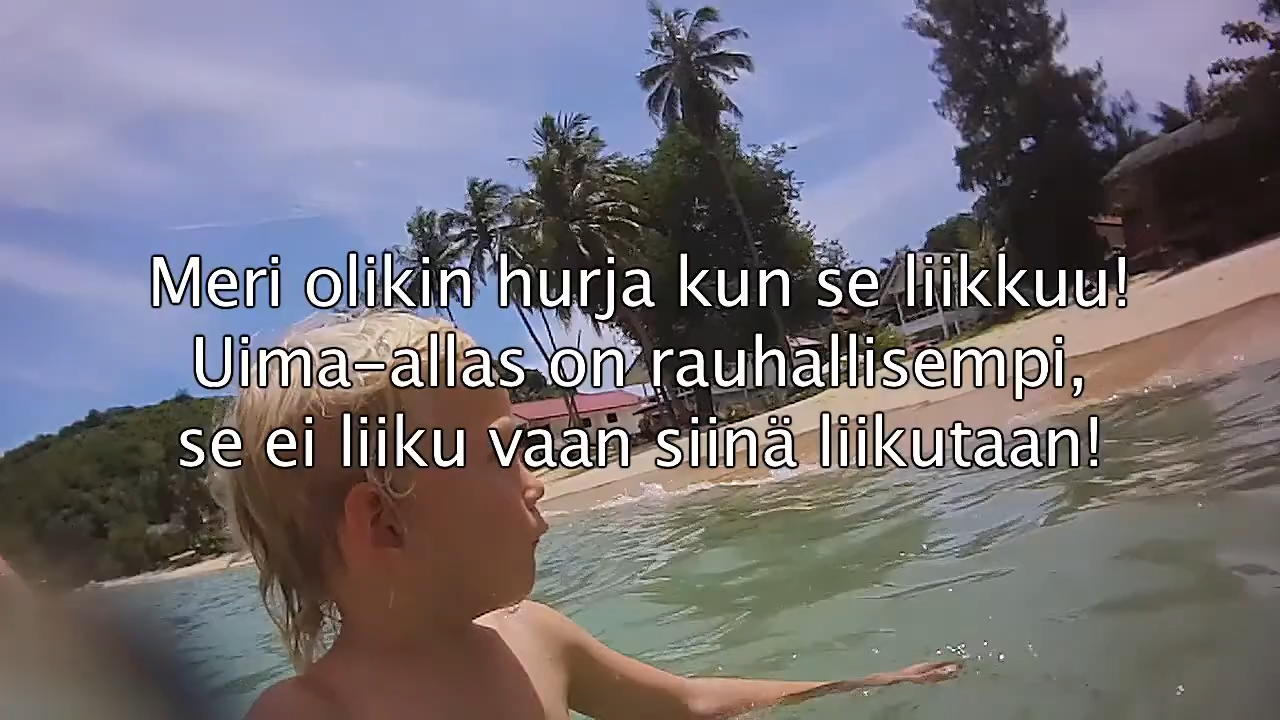 Meri olikin hurja kun se liikkuu!
Uima-allas on rauhallisempi,
se ei liiku vaan siinä liikutaan!